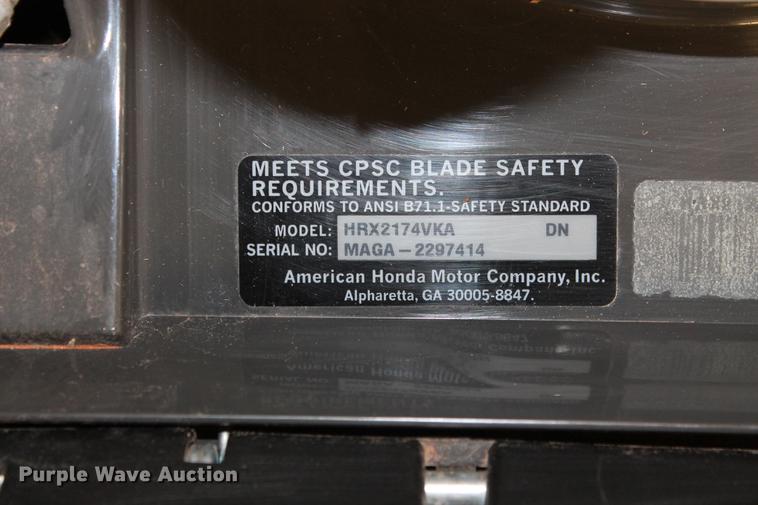 MEETS CPSC BLADE SAFETY
REQUIREMENTS.
CONFORMS TO ANSI B71.1-SAFETY STANDARD
MODEL: HRX2174VKA DN
SERIAL NO: MAGA-2297414
American Honda Motor Company, Inc.
Alpharetta, GA 30005-8847.
Purple Wave Auction